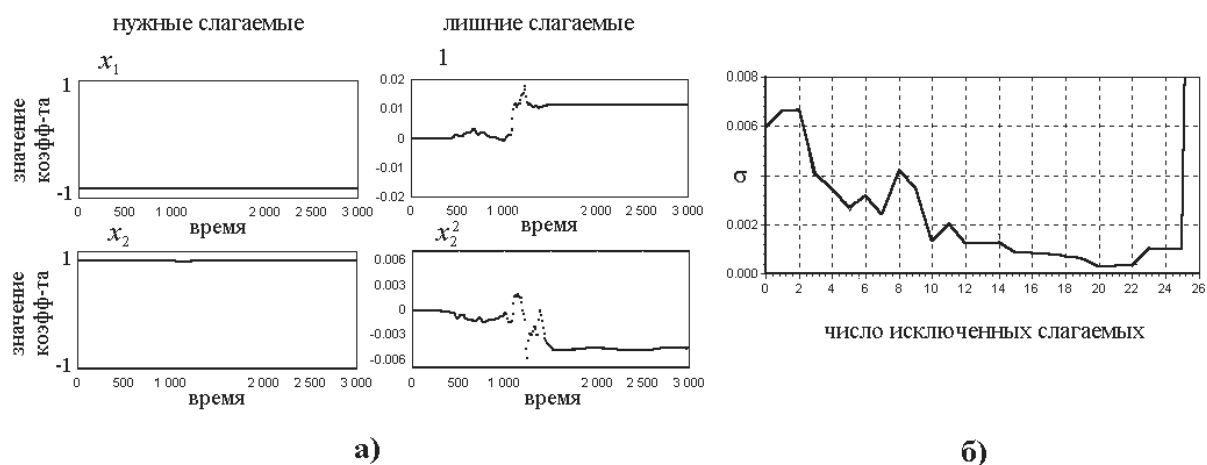 нужные слагаемые
лишние слагаемые
x₁
1
значение коэфф-та
1
-1
0 500 1 000 2 000 2 500 3 000
время
0.02
0.01
0
-0.01
-0.02
0 500 1 000 2 000 2 500 3 000
время
x₂
x₂²
значение коэфф-та
1
-1
0 500 1 000 2 000 2 500 3 000
время
0.006
0.003
0
-0.003
-0.006
0 500 1 000 2 000 2 500 3 000
время
а)
0.008
0.006
σ
0.002
0.000
0 2 4 6 8 10 12 14 16 18 20 22 24 26
число исключенных слагаемых
б)